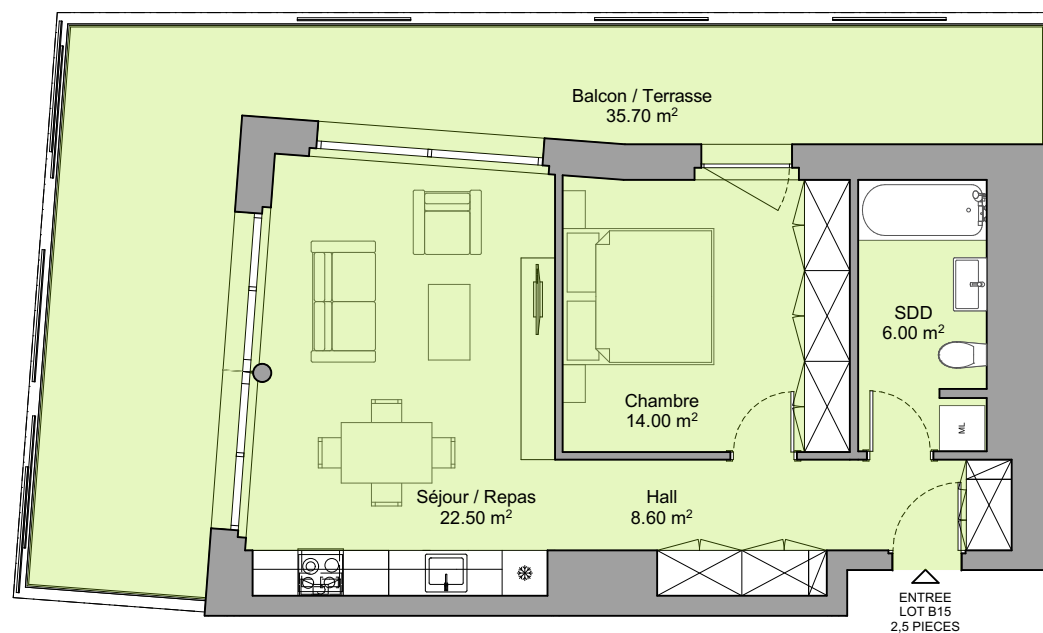 Balcon / Terrasse
35.70 m²
SDD
6.00 m²
Chambre
14.00 m²
ML
Séjour / Repas
22.50 m²
Hall
8.60 m²
ENTREE
LOT B15
2,5 PIECES